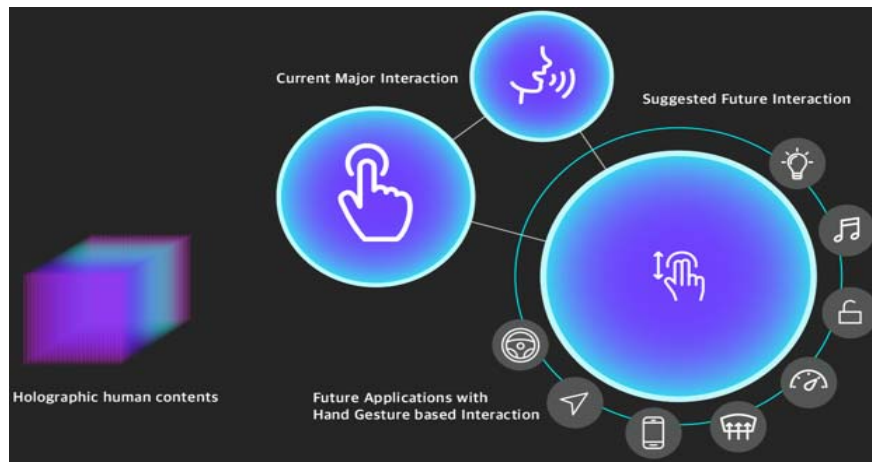 Current Major Interaction
Suggested Future Interaction
Holographic human contents
Future Applications with
Hand Gesture based Interaction